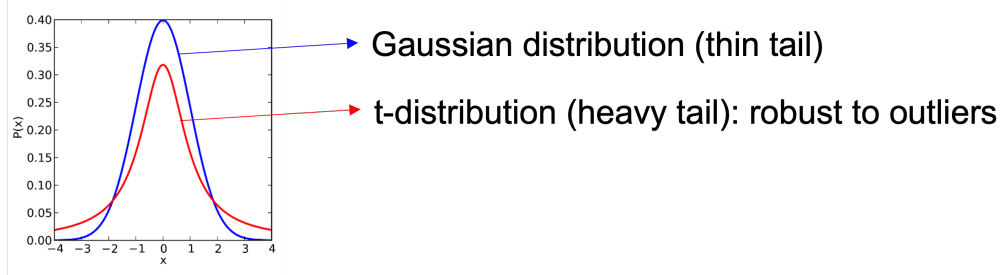 0.40
0.35
0.30
0.25
0.20
0.15
0.10
0.05
0.00
P(x)
−4 −3 −2 −1 0 1 2 3 4
x
Gaussian distribution (thin tail)
t-distribution (heavy tail): robust to outliers